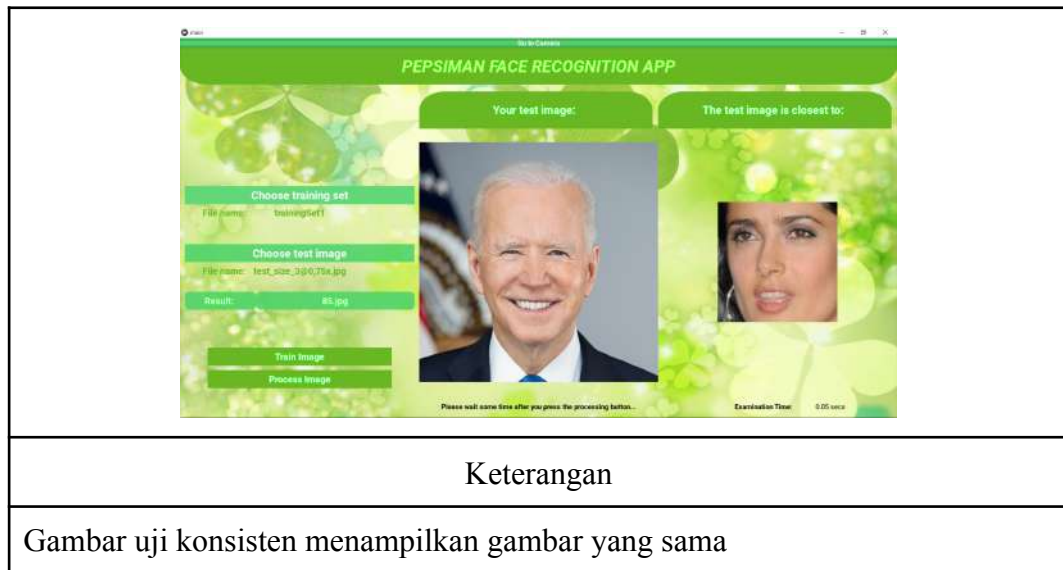 main
Go to Camera
PEPSIMAN FACE RECOGNITION APP
Your test image:
The test image is closest to:
Choose training set
File name: trainingSet1
Choose test image
File name: test_size_3@0,75x.jpg
Result: 85.jpg
Train Image
Process Image
Please wait some time after you press the processing button...
Examination Time: 0.05 secs
Keterangan
Gambar uji konsisten menampilkan gambar yang sama